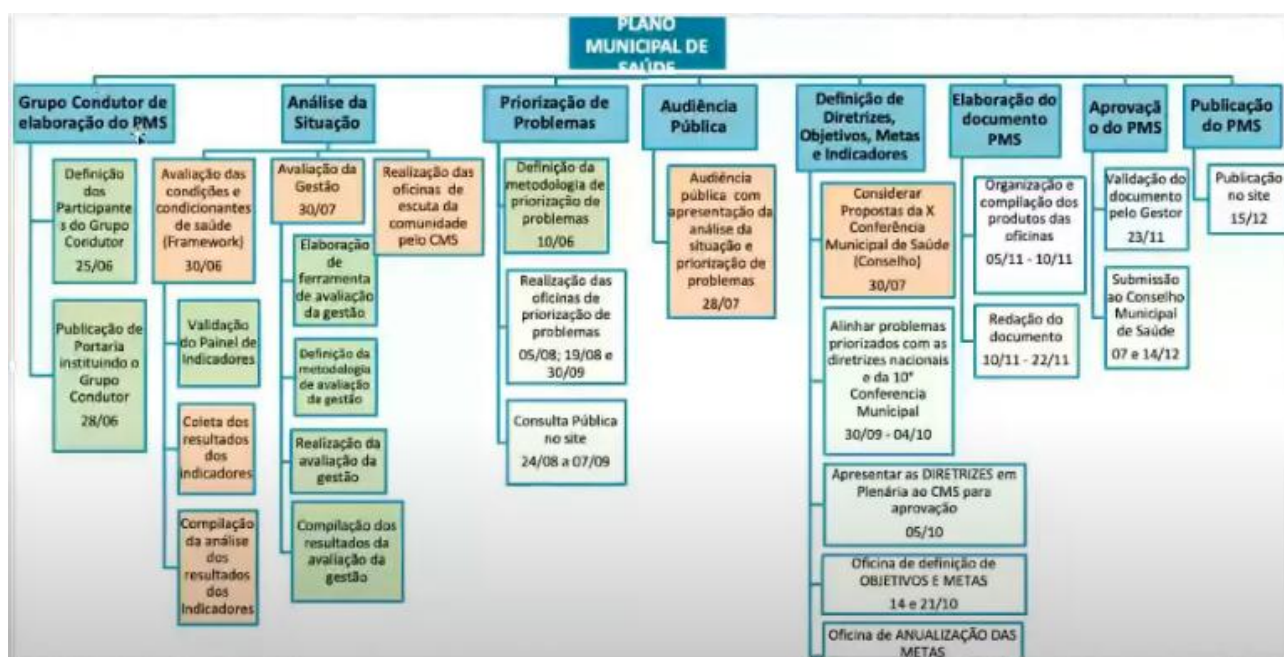 PLANO
MUNICIPAL DE
SAÚDE
Grupo Condutor de
elaboração do PMS
Definição
dos
Participante
s do Grupo
Condutor
25/06
Publicação de
Portaria
instituindo o
Grupo
Condutor
28/06
Análise da
Situação
Avaliação das
condições e
condicionantes
de saúde
(Framework)
30/06
Validação
do Painel de
Indicadores
Coleta dos
resultados
dos
indicadores
Compilação
da análise
dos
resultados
dos
Indicadores
Avaliação da
Gestão
30/07
Elaboração
de
ferramenta
de avaliação
da gestão
Definição da
metodologia
de avaliação
de gestão
Realização da
avaliação da
gestão
Compilação dos
resultados da
avaliação da
gestão
Realização das
oficinas de
escuta da
comunidade
pelo CMS
Priorização de
Problemas
Definição da
metodologia de
priorização de
problemas
10/06
Realização das
oficinas de
priorização de
problemas
05/08; 19/08 e
30/09
Consulta Pública
no site
24/08 a 07/09
Audiência
Pública
Audiência
pública com
apresentação da
análise da
situação e
priorização de
problemas
28/07
Definição de
Diretrizes,
Objetivos, Metas
e Indicadores
Considerar
Propostas da X
Conferência
Municipal de Saúde
(Conselho)
30/07
Alinhar problemas
priorizados com as
diretrizes nacionais
e da 10°
Conferencia
Municipal
30/09 - 04/10
Apresentar as DIRETRIZES em
Plenária ao CMS para
aprovação
05/10
Oficina de definição de
OBJETIVOS E METAS
14 e 21/10
Oficina de ANUALIZAÇÃO DAS
METAS
Elaboração do
documento
PMS
Organização e
compilação dos
produtos das
oficinas
05/11 - 10/11
Redação do
documento
10/11 - 22/11
Aprovaçã
o do PMS
Validação do
documento
pelo Gestor
23/11
Submissão
ao Conselho
Municipal
de Saúde
07 e 14/12
Publicação
do PMS
Publicação
no site
15/12